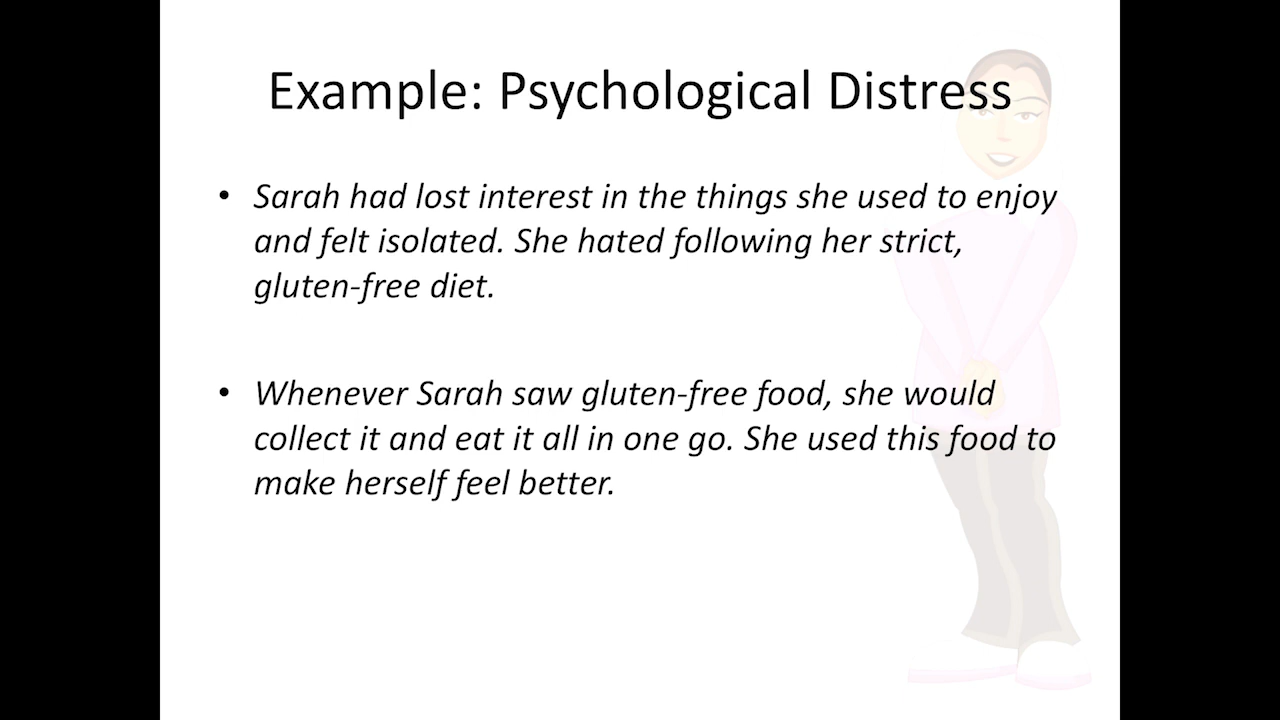 Example: Psychological Distress
• Sarah had lost interest in the things she used to enjoy
and felt isolated. She hated following her strict,
gluten-free diet.
• Whenever Sarah saw gluten-free food, she would
collect it and eat it all in one go. She used this food to
make herself feel better.